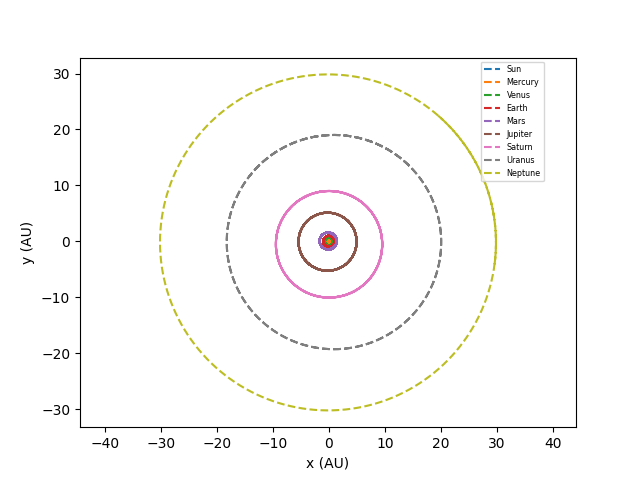 30
20
10
0
−10
−20
−30
y (AU)
−40
−30
−20
−10
0
10
20
30
40
x (AU)
Sun
Mercury
Venus
Earth
Mars
Jupiter
Saturn
Uranus
Neptune